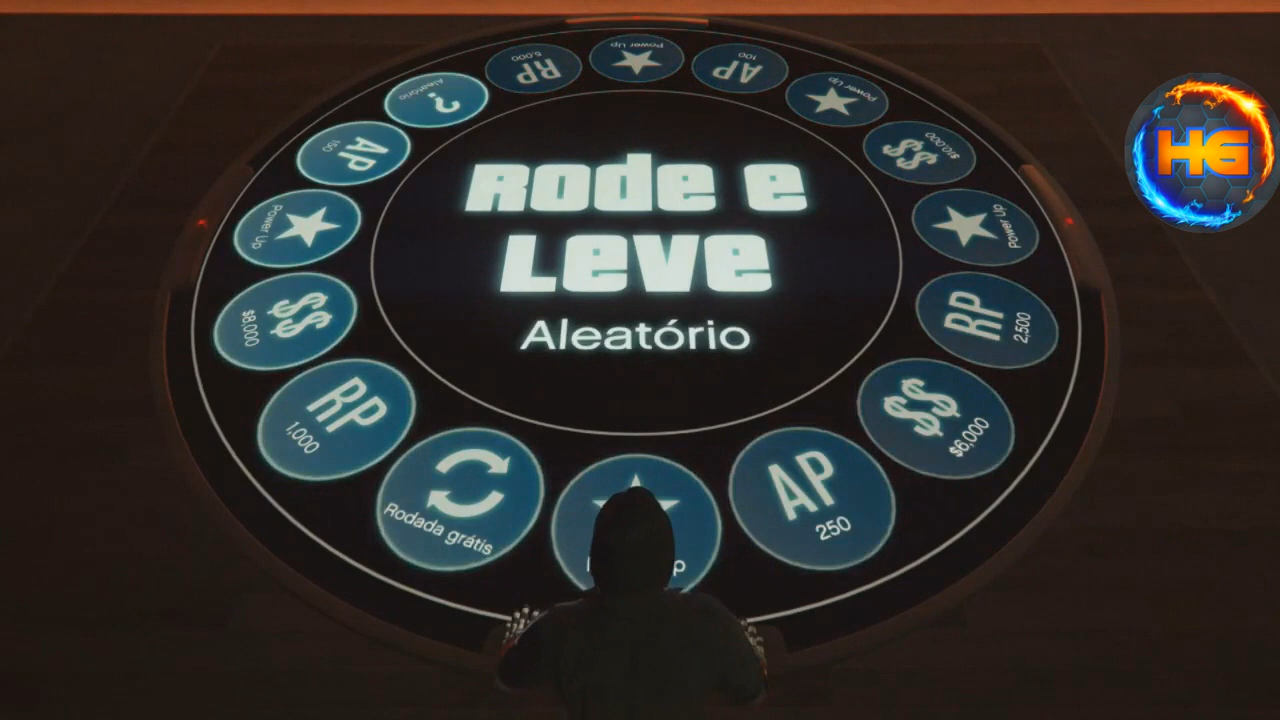 Rode e
Leve
Aleatório
Power Up
AP
100
Power Up
$$
$10,000
Power Up
RP
2,500
$$
$6,000
AP
250
Rodada grátis
RP
1,000
$$
$8,000
Power Up
AP
150
?
Aleatório
RP
5,000
HG